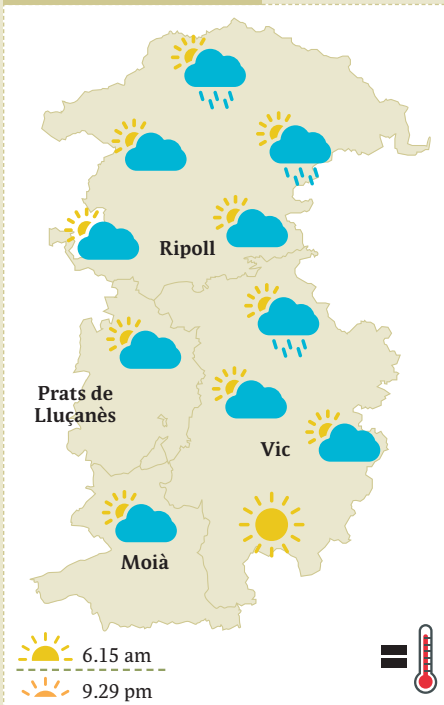 Ripoll
Prats de
Lluçanès
Vic
Moià
6.15 am
9.29 pm